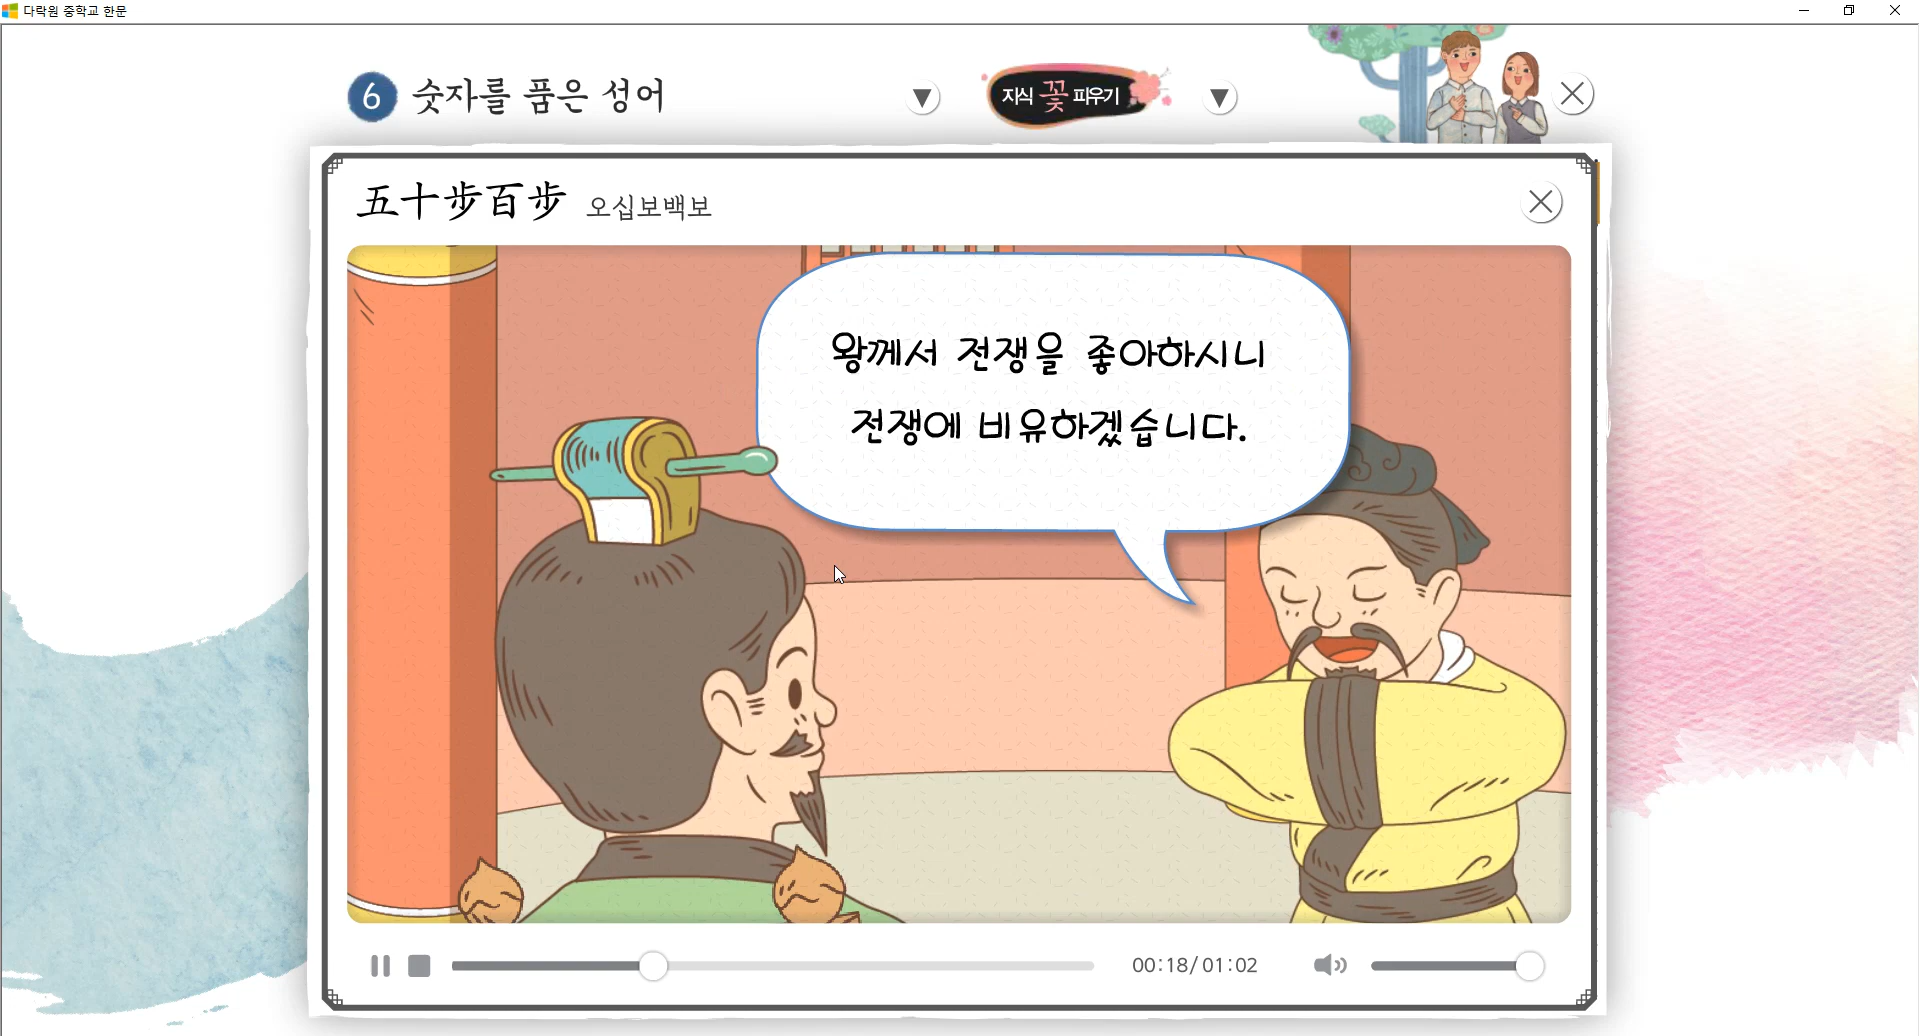 다락원 중학교 한문
6 숫자를 품은 성어
지식 꽃 피우기
五十步百步 오십보백보
왕께서 전쟁을 좋아하시니
전쟁에 비유하겠습니다.
00:18/01:02